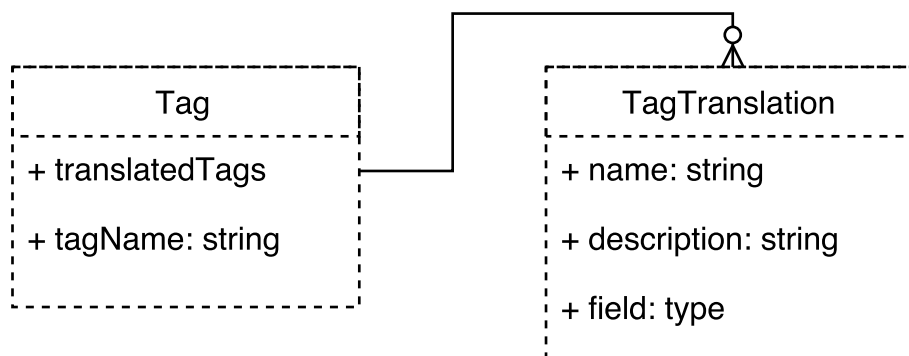 Tag
+ translatedTags
+ tagName: string
TagTranslation
+ name: string
+ description: string
+ field: type